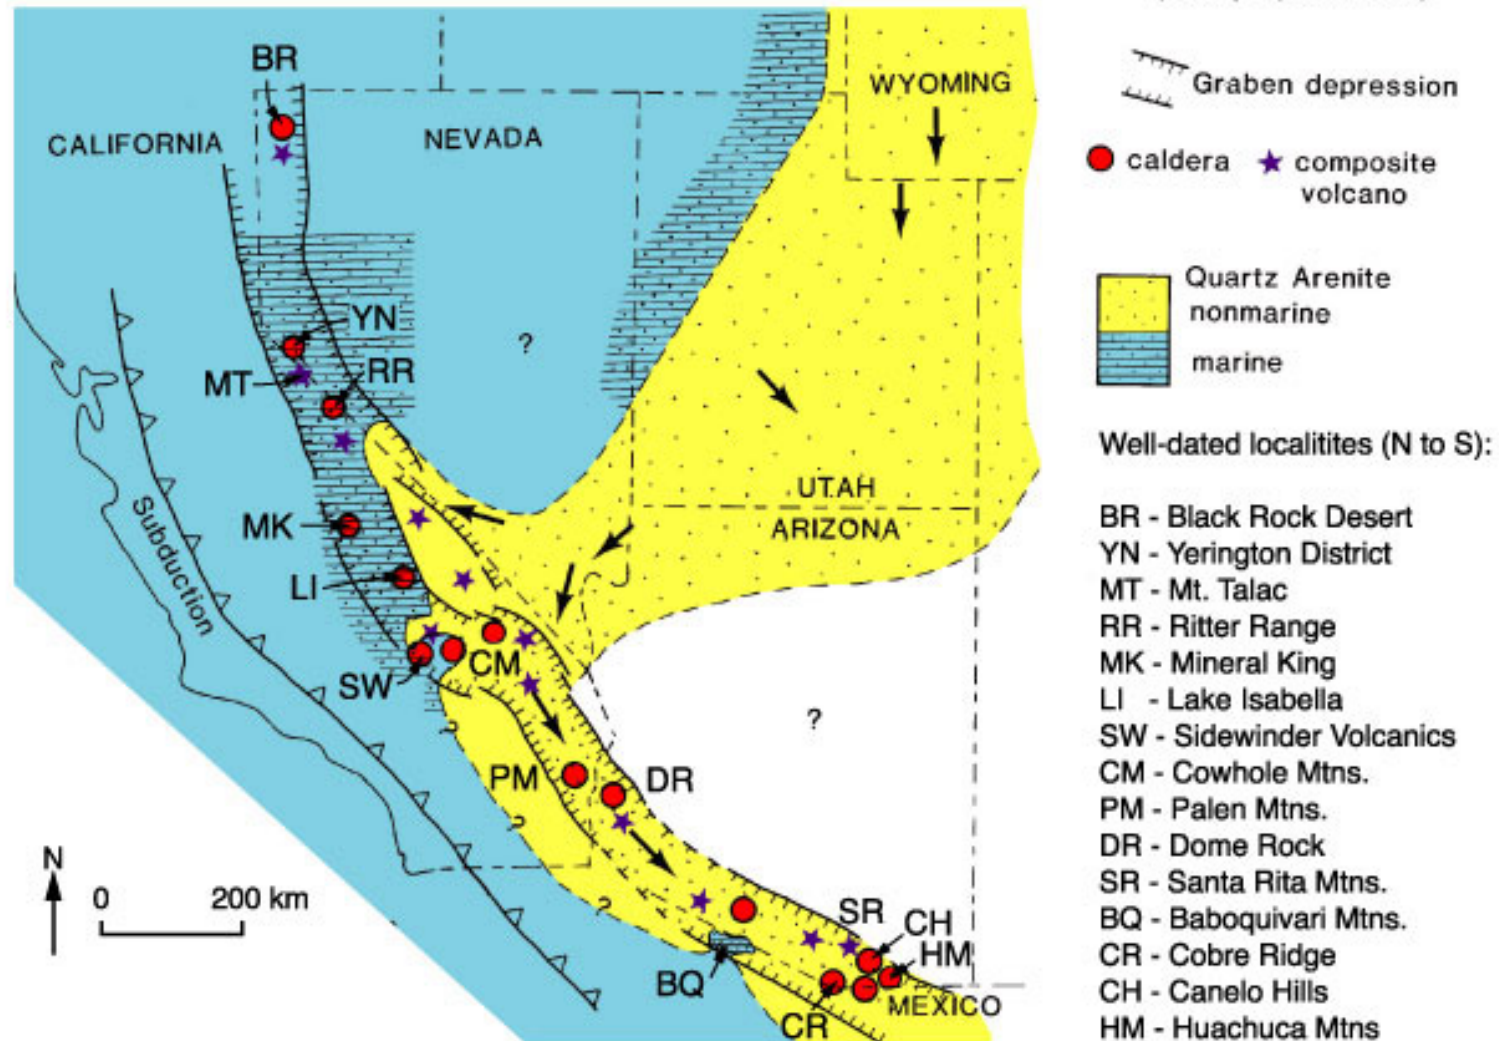 BR
CALIFORNIA
NEVADA
WYOMING
YN
MT
RR
?
UTAH
ARIZONA
MK
LI
Subduction
SW
CM
?
PM
DR
?
?
?
SR
CH
HM
BQ
CR
MEXICO
N
0 200 km
Graben depression
caldera
composite
volcano
Quartz Arenite
nonmarine
marine
Well-dated localitites (N to S):
BR - Black Rock Desert
YN - Yerington District
MT - Mt. Talac
RR - Ritter Range
MK - Mineral King
LI - Lake Isabella
SW - Sidewinder Volcanics
CM - Cowhole Mtns.
PM - Palen Mtns.
DR - Dome Rock
SR - Santa Rita Mtns.
BQ - Baboquivari Mtns.
CR - Cobre Ridge
CH - Canelo Hills
HM - Huachuca Mtns